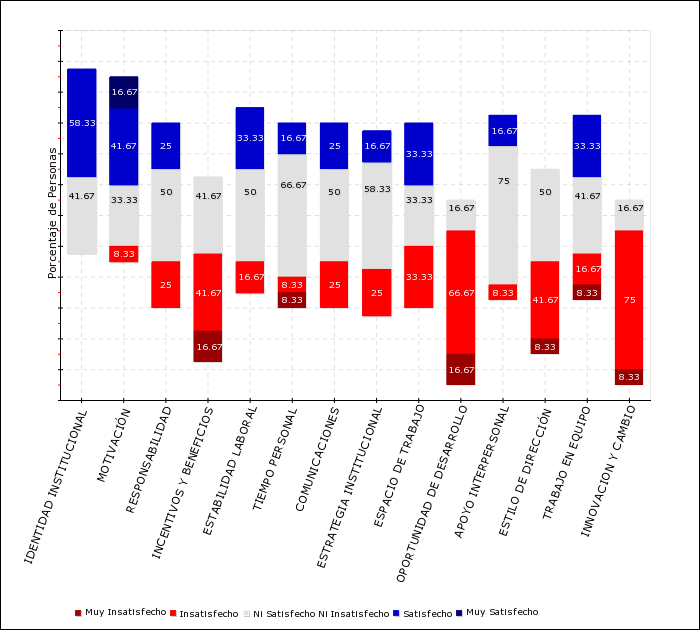 Porcentaje de Personas
16.67
58.33 41.67 25 33.33 16.67 25 16.67 33.33 16.67 33.33
41.67 33.33 50 41.67 50 66.67 50 58.33 33.33 16.67 75 50 41.67 16.67
8.33 25 41.67 16.67 8.33 25 25 33.33 66.67 8.33 41.67 16.67 75
16.67 8.33 16.67 8.33 8.33 8.33
IDENTIDAD INSTITUCIONAL
MOTIVACIÓN
RESPONSABILIDAD
INCENTIVOS Y BENEFICIOS
ESTABILIDAD LABORAL
TIEMPO PERSONAL
COMUNICACIONES
ESTRATEGIA INSTITUCIONAL
ESPACIO DE TRABAJO
OPORTUNIDAD DE DESARROLLO
APOYO INTERPERSONAL
ESTILO DE DIRECCIÓN
TRABAJO EN EQUIPO
INNOVACION Y CAMBIO
Muy Insatisfecho Insatisfecho Ni Satisfecho Ni Insatisfecho Satisfecho Muy Satisfecho